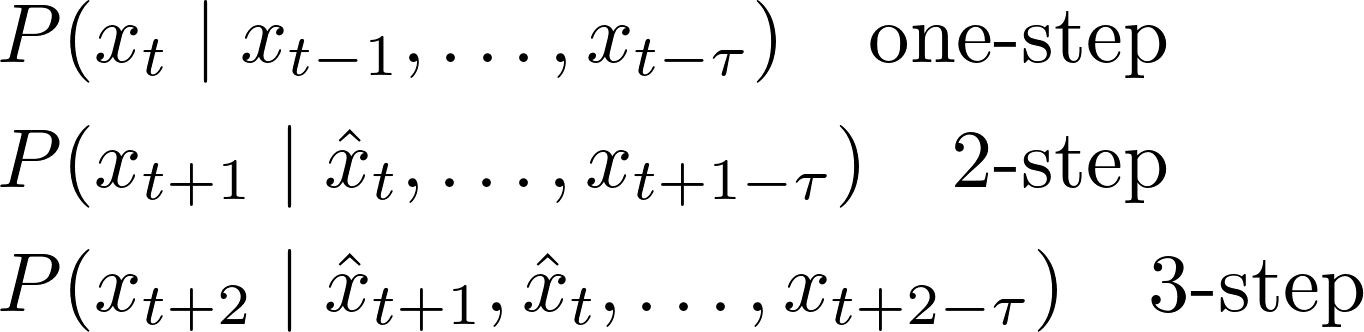 P(x_t | x_{t−1}, . . . , x_{t−τ}) one-step
P(x_{t+1} | x̂_t, . . . , x_{t+1−τ}) 2-step
P(x_{t+2} | x̂_{t+1}, x̂_t, . . . , x_{t+2−τ}) 3-step